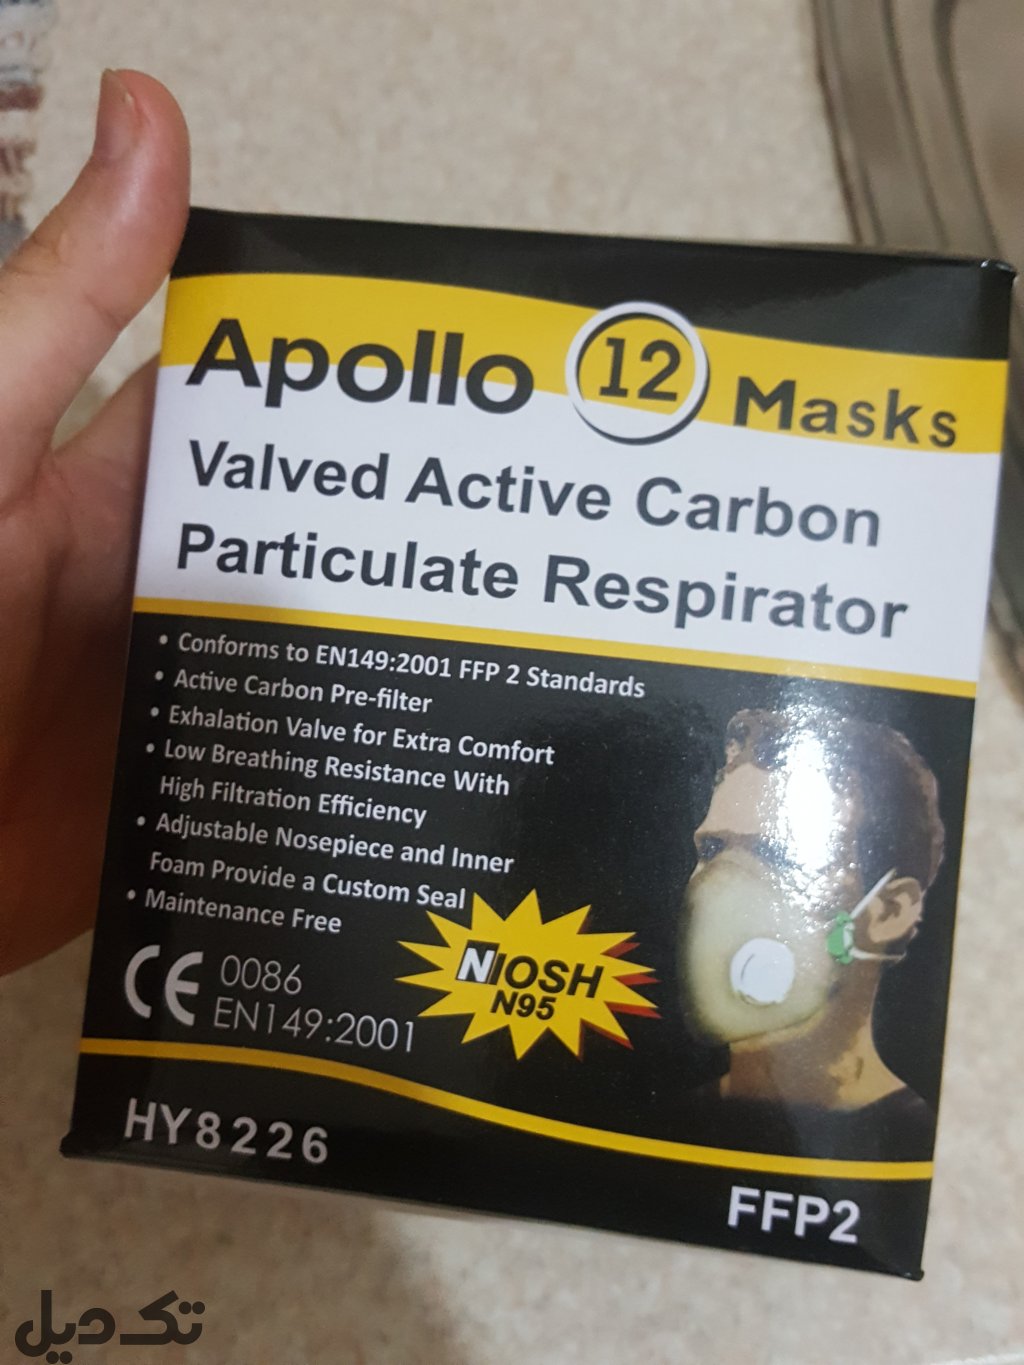 Apollo 12 Masks
Valved Active Carbon
Particulate Respirator
• Conforms to EN149:2001 FFP 2 Standards
• Active Carbon Pre-filter
• Exhalation Valve for Extra Comfort
• Low Breathing Resistance With
High Filtration Efficiency
• Adjustable Nosepiece and Inner
Foam Provide a Custom Seal
• Maintenance Free
CE 0086
EN149:2001
NIOSH
N95
HY8226
FFP2
تک دیل